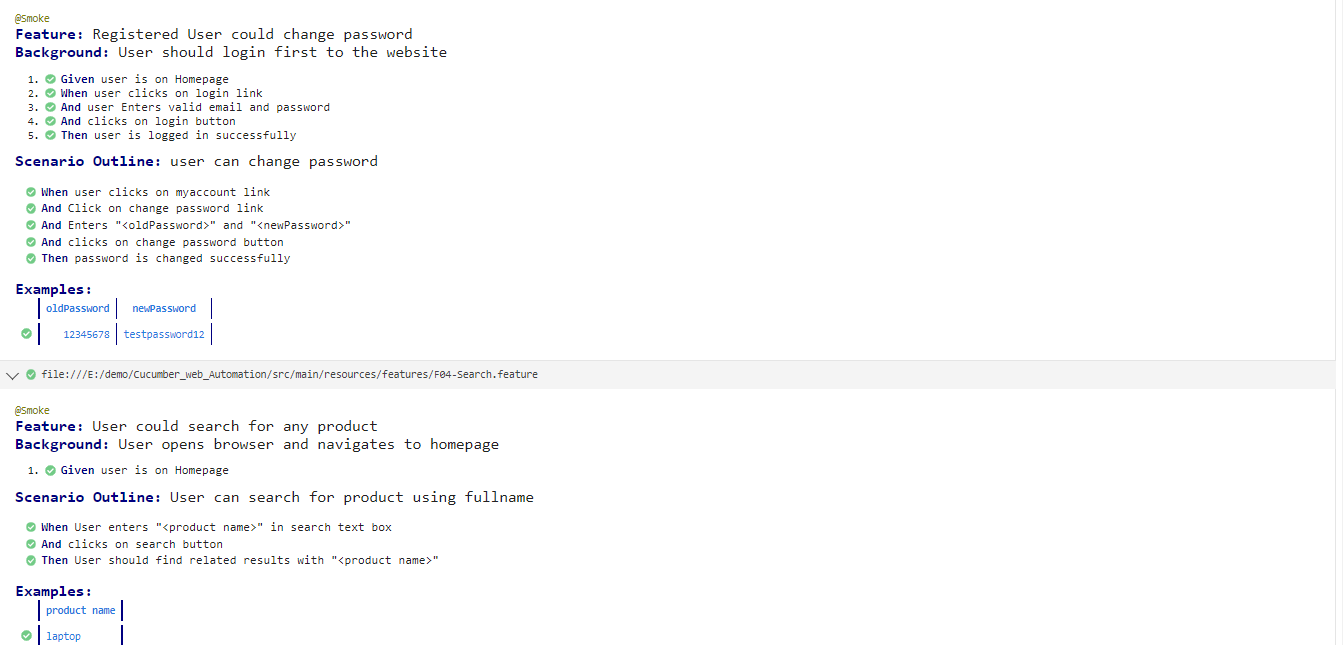 @Smoke
Feature: Registered User could change password
Background: User should login first to the website
1. Given user is on Homepage
2. When user clicks on login link
3. And user Enters valid email and password
4. And clicks on login button
5. Then user is logged in successfully
Scenario Outline: user can change password
When user clicks on myaccount link
And Click on change password link
And Enters "<oldPassword>" and "<newPassword>"
And clicks on change password button
Then password is changed successfully
Examples:
oldPassword newPassword
12345678 testpassword12
file:///E:/demo/Cucumber_web_Automation/src/main/resources/features/F04-Search.feature
@Smoke
Feature: User could search for any product
Background: User opens browser and navigates to homepage
1. Given user is on Homepage
Scenario Outline: User can search for product using fullname
When User enters "<product name>" in search text box
And clicks on search button
Then User should find related results with "<product name>"
Examples:
product name
laptop